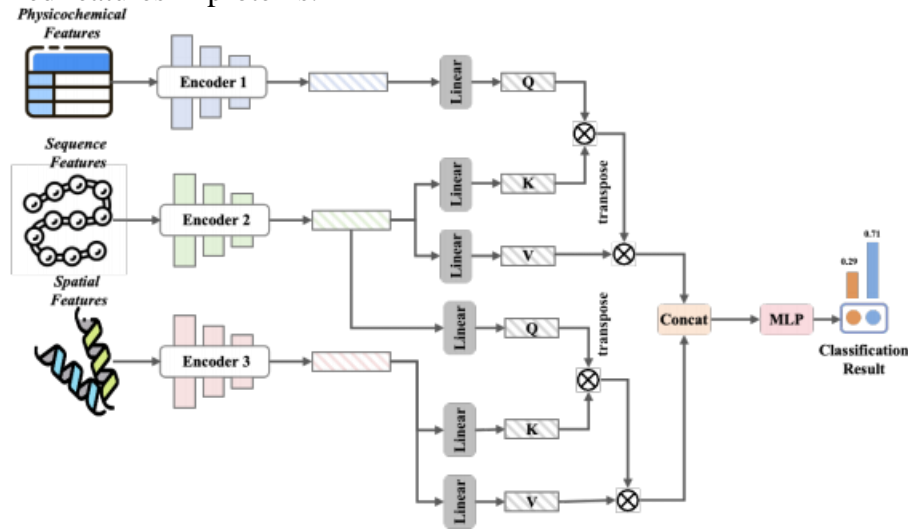 Physicochemical
Features
Encoder 1
Linear
Q
Sequence
Features
transpose
Linear
K
Encoder 2
Linear
V
0.71
0.29
Spatial
Features
Linear
Q
transpose
Concat
MLP
Classification
Result
Encoder 3
Linear
K
Linear
V